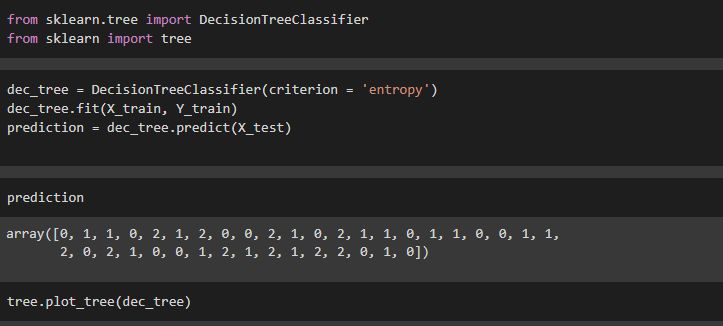 from sklearn.tree import DecisionTreeClassifier
from sklearn import tree
dec_tree = DecisionTreeClassifier(criterion = 'entropy')
dec_tree.fit(X_train, Y_train)
prediction = dec_tree.predict(X_test)
prediction
array([0, 1, 1, 0, 2, 1, 2, 0, 0, 2, 1, 0, 2, 1, 1, 0, 1, 1, 0, 0, 1, 1,
       2, 0, 2, 1, 0, 0, 1, 2, 1, 2, 1, 2, 2, 0, 1, 0])
tree.plot_tree(dec_tree)